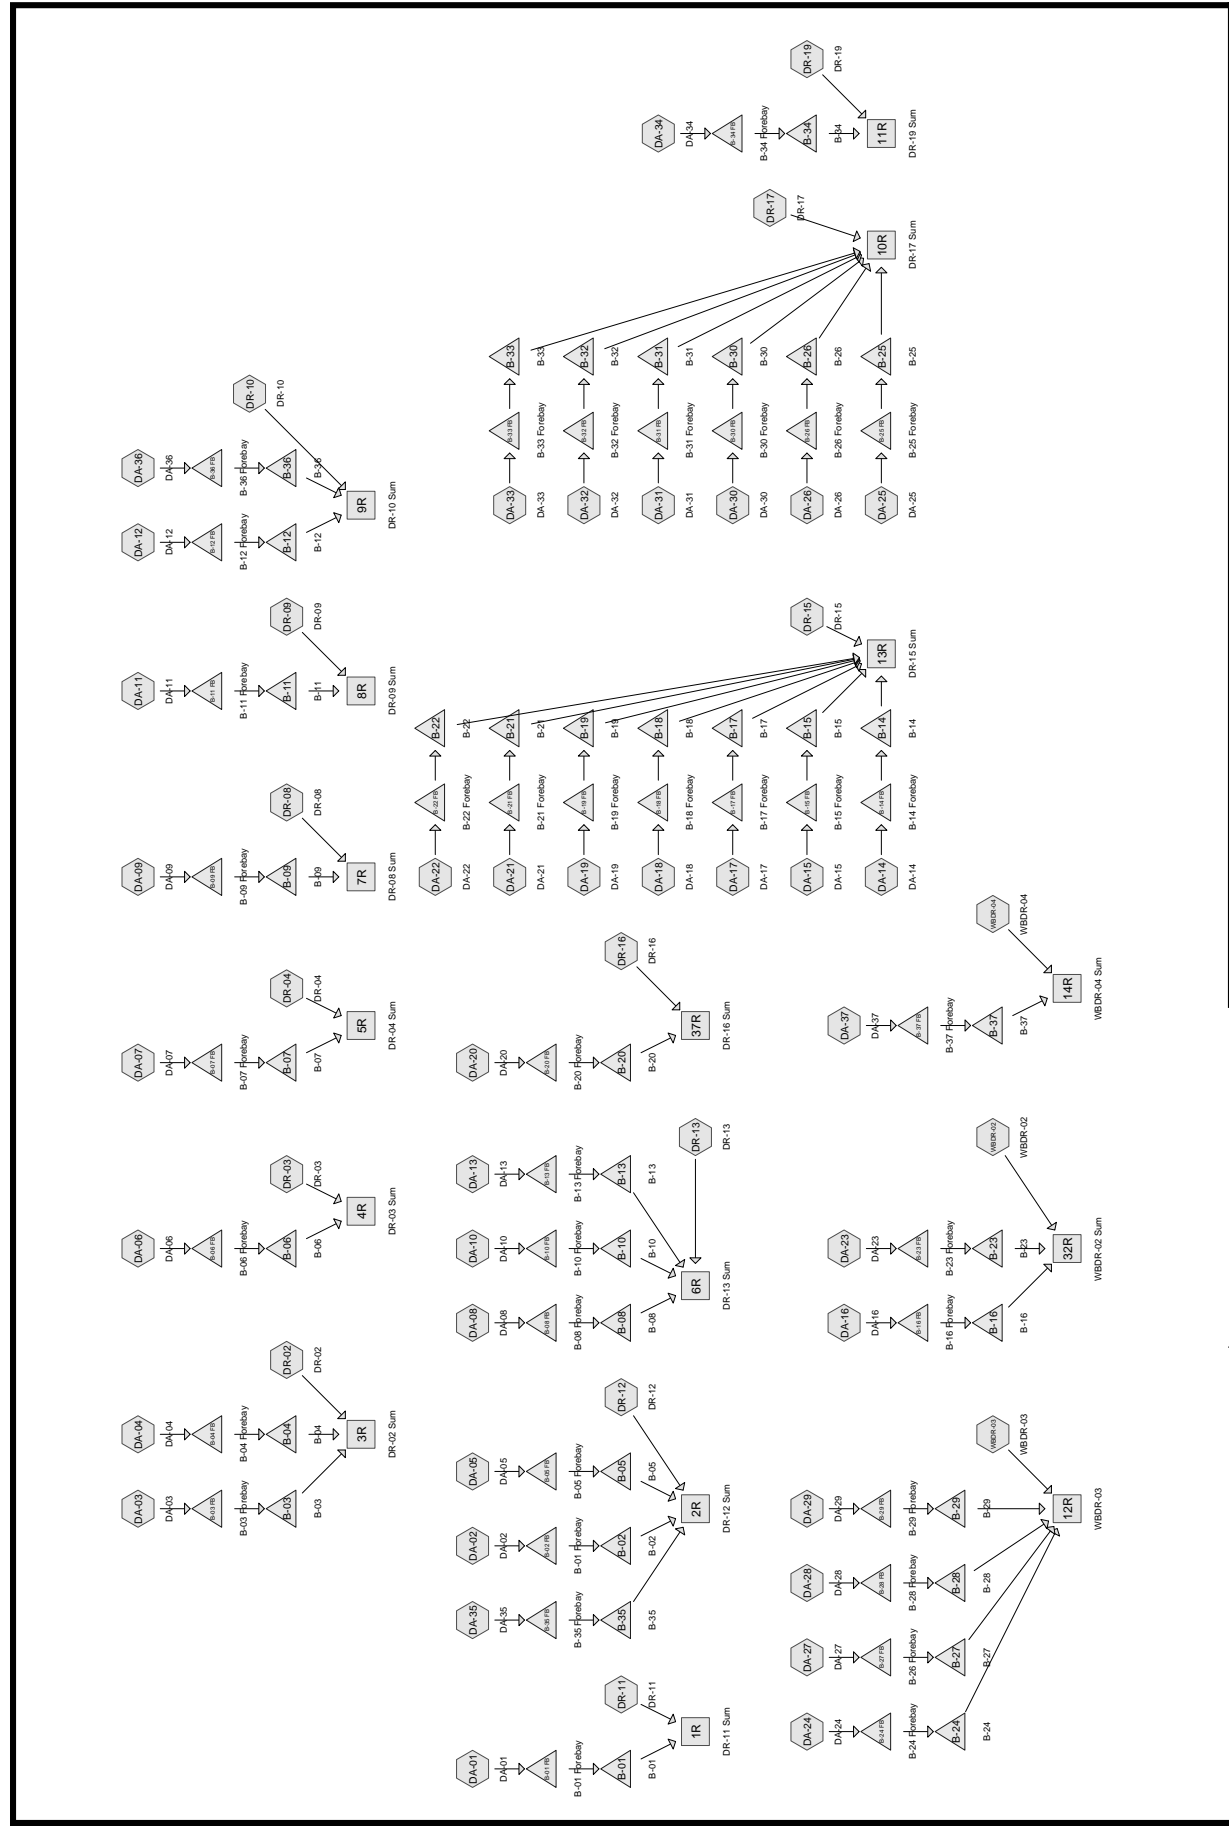 DA-03
DA-03
B-03 FB
B-03 Forebay
B-03
B-03
DA-04
DA-04
B-04 FB
B-04 Forebay
B-04
B-04
DR-02
DR-02
3R
DR-02 Sum
DA-06
DA-06
B-06 FB
B-06 Forebay
B-06
B-06
DR-03
DR-03
4R
DR-03 Sum
DA-07
DA-07
B-07 FB
B-07 Forebay
B-07
B-07
DR-04
DR-04
5R
DR-04 Sum
DA-09
DA-09
B-09 FB
B-09 Forebay
B-09
B-09
DR-08
DR-08
7R
DR-08 Sum
DA-11
DA-11
B-11 FB
B-11 Forebay
B-11
B-11
DR-09
DR-09
8R
DR-09 Sum
DA-12
DA-12
B-12 FB
B-12 Forebay
B-12
B-12
DA-36
DA-36
B-36 FB
B-36 Forebay
B-36
B-36
DR-10
DR-10
9R
DR-10 Sum
DA-01
DA-01
B-01 FB
B-01 Forebay
B-01
B-01
DR-11
DR-11
1R
DR-11 Sum
DA-35
DA-35
B-35 FB
B-35 Forebay
B-35
B-35
DA-02
DA-02
B-02 FB
B-01 Forebay
B-02
B-02
DA-05
DA-05
B-05 FB
B-05 Forebay
B-05
B-05
DR-12
DR-12
2R
DR-12 Sum
DA-08
DA-08
B-08 FB
B-08 Forebay
B-08
B-08
DA-10
DA-10
B-10 FB
B-10 Forebay
B-10
B-10
DA-13
DA-13
B-13 FB
B-13 Forebay
B-13
B-13
DR-13
DR-13
6R
DR-13 Sum
DA-20
DA-20
B-20 FB
B-20 Forebay
B-20
B-20
DR-16
DR-16
37R
DR-16 Sum
DA-22
DA-22
B-22 FB
B-22 Forebay
B-22
B-22
DA-21
DA-21
B-21 FB
B-21 Forebay
B-21
B-21
DA-19
DA-19
B-19 FB
B-19 Forebay
B-19
B-19
DA-18
DA-18
B-18 FB
B-18 Forebay
B-18
B-18
DA-17
DA-17
B-17 FB
B-17 Forebay
B-17
B-17
DA-15
DA-15
B-15 FB
B-15 Forebay
B-15
B-15
DA-14
DA-14
B-14 FB
B-14 Forebay
B-14
B-14
DR-15
DR-15
13R
DR-15 Sum
DA-33
DA-33
B-33 FB
B-33 Forebay
B-33
B-33
DA-32
DA-32
B-32 FB
B-32 Forebay
B-32
B-32
DA-31
DA-31
B-31 FB
B-31 Forebay
B-31
B-31
DA-30
DA-30
B-30 FB
B-30 Forebay
B-30
B-30
DA-26
DA-26
B-26 FB
B-26 Forebay
B-26
B-26
DA-25
DA-25
B-25 FB
B-25 Forebay
B-25
B-25
DR-17
DR-17
10R
DR-17 Sum
DA-34
DA-34
B-34 FB
B-34 Forebay
B-34
B-34
DR-19
DR-19
11R
DR-19 Sum
DA-24
DA-24
B-24 FB
B-24 Forebay
B-24
B-24
DA-27
DA-27
B-27 FB
B-26 Forebay
B-27
B-27
DA-28
DA-28
B-28 FB
B-28 Forebay
B-28
B-28
DA-29
DA-29
B-29 FB
B-29 Forebay
B-29
B-29
WBDR-03
WBDR-03
12R
WBDR-03
DA-16
DA-16
B-16 FB
B-16 Forebay
B-16
B-16
DA-23
DA-23
B-23 FB
B-23 Forebay
B-23
B-23
WBDR-02
WBDR-02
32R
WBDR-02 Sum
DA-37
DA-37
B-37 FB
B-37 Forebay
B-37
B-37
WBDR-04
WBDR-04
14R
WBDR-04 Sum